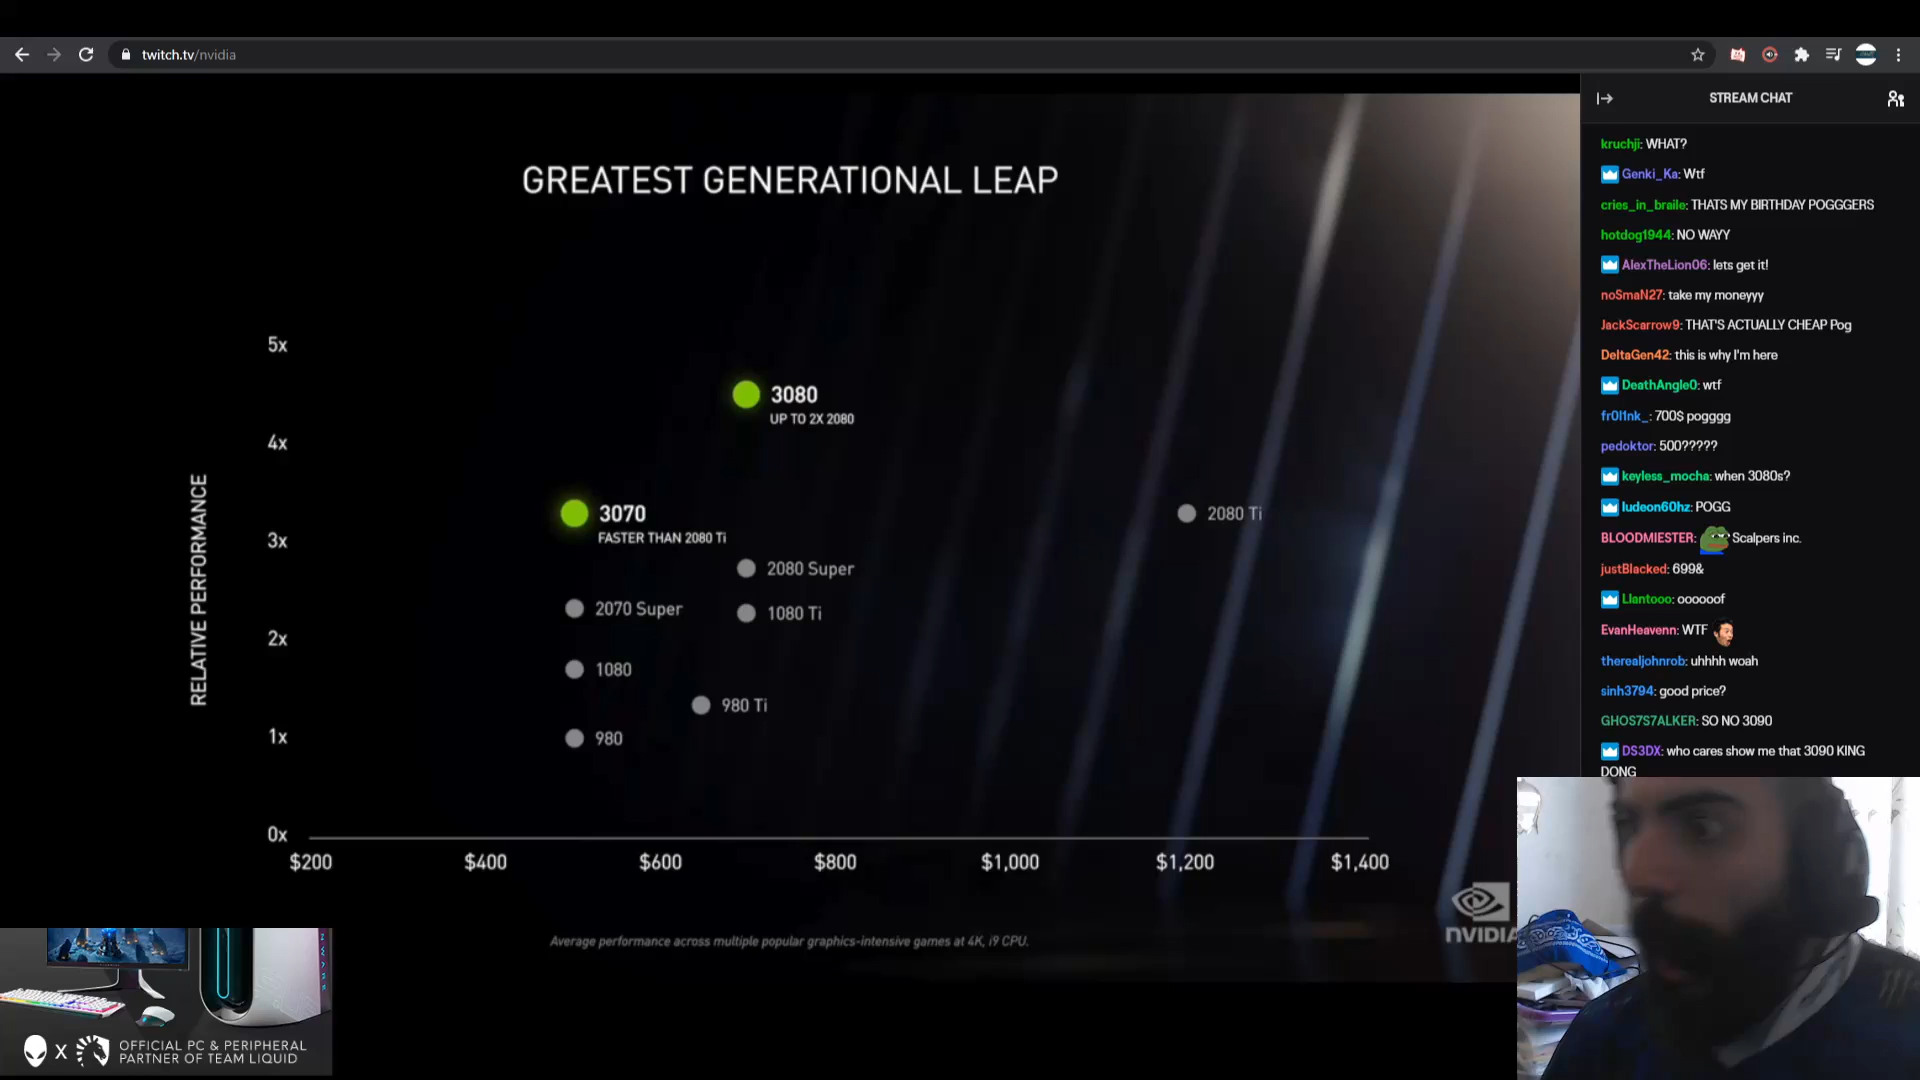 twitch.tv/nvidia
GREATEST GENERATIONAL LEAP
RELATIVE PERFORMANCE
5x
4x
3x
2x
1x
0x
3080
UP TO 2X 2080
3070
FASTER THAN 2080 Ti
2080 Ti
2080 Super
2070 Super
1080 Ti
1080
980 Ti
980
$200
$400
$600
$800
$1,000
$1,200
$1,400
Average performance across multiple popular graphics-intensive games at 4K, i9 CPU.
NVIDIA
X
OFFICIAL PC & PERIPHERAL
PARTNER OF TEAM LIQUID
STREAM CHAT
kruchji: WHAT?
Genki_Ka: Wtf
cries_in_braile: THATS MY BIRTHDAY POGGGERS
hotdog1944: NO WAYY
AlexTheLion06: lets get it!
noSmaN27: take my moneyyy
JackScarrow9: THAT'S ACTUALLY CHEAP Pog
DeltaGen42: this is why I'm here
DeathAngle0: wtf
fr0l1nk_: 700$ pogggg
pedoktor: 500?????
keyless_mocha: when 3080s?
ludeon60hz: POGG
BLOODMIESTER: Scalpers inc.
justBlacked: 699&
Llantooo: oooooof
EvanHeavenn: WTF
therealjohnrob: uhhhh woah
sinh3794: good price?
GHOS7S7ALKER: SO NO 3090
DS3DX: who cares show me that 3090 KING
DONG